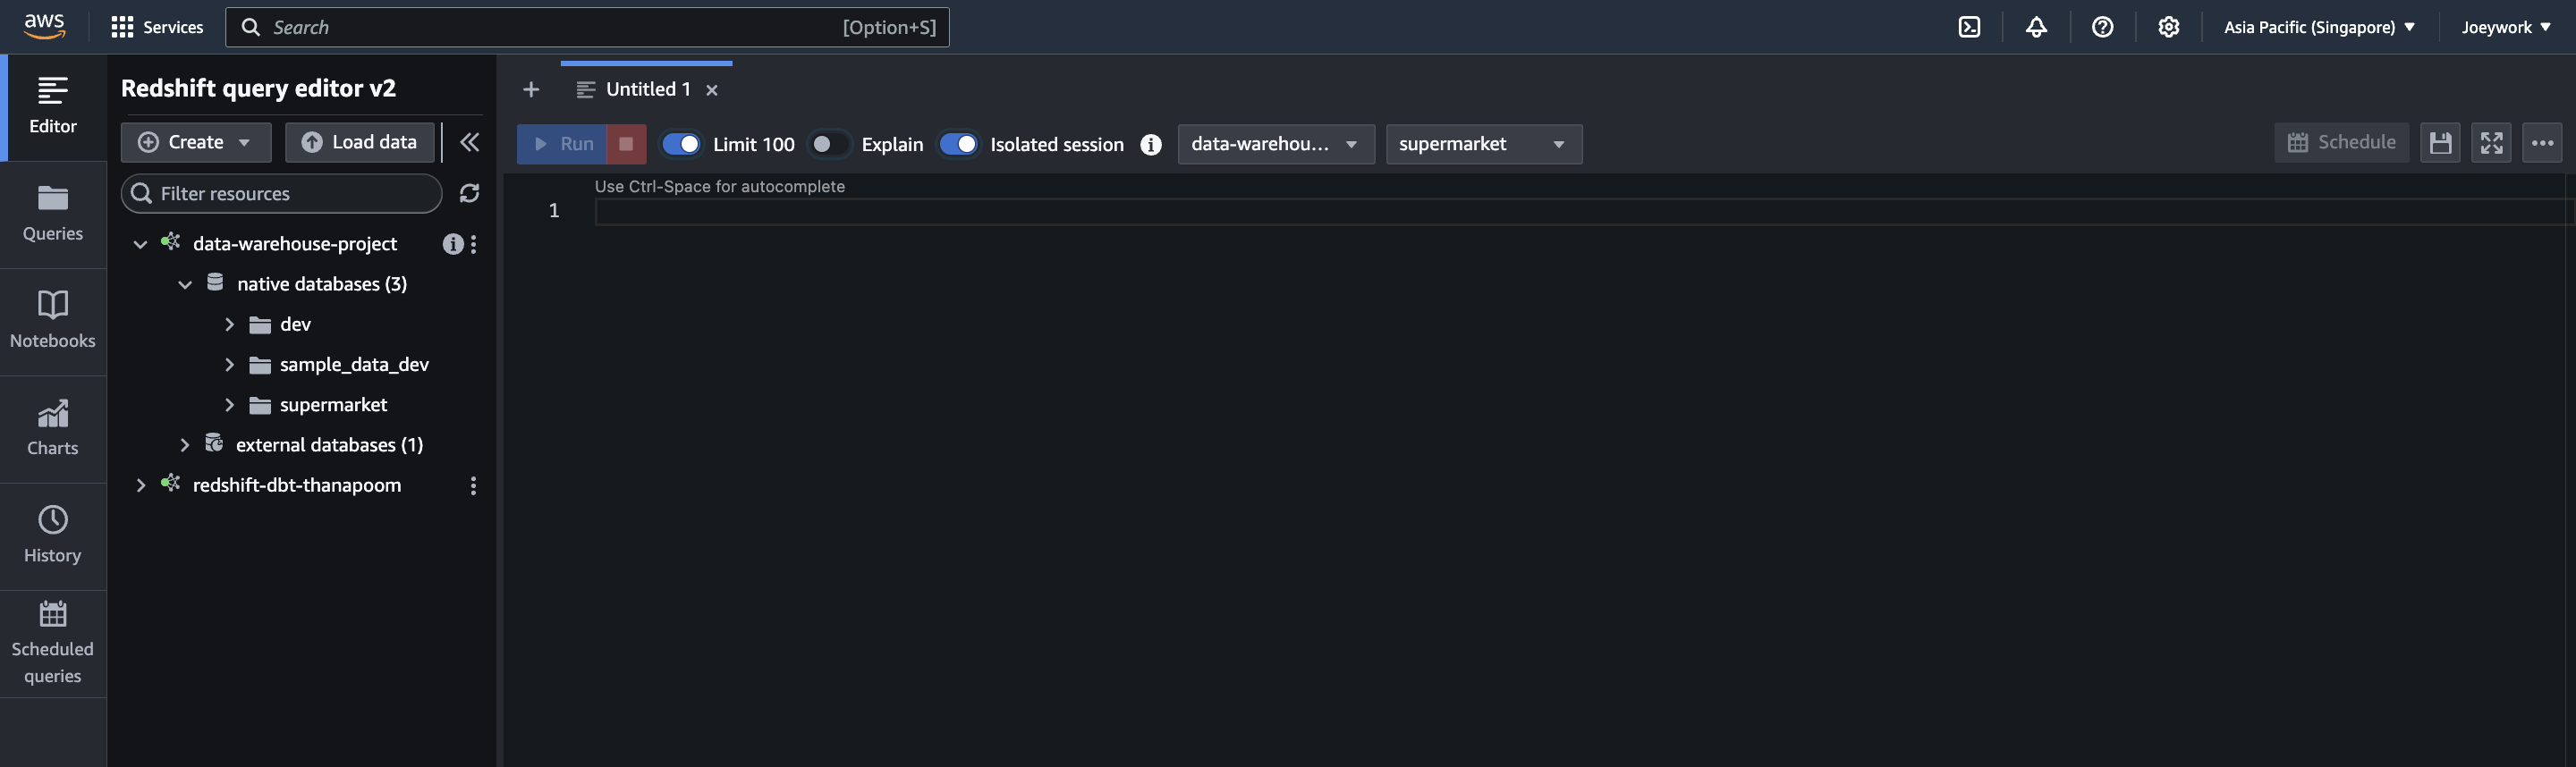 aws
Services
Search
[Option+S]
Asia Pacific (Singapore)
Joeywork
Editor
Queries
Notebooks
Charts
History
Scheduled
queries
Redshift query editor v2
Create
Load data
Filter resources
data-warehouse-project
native databases (3)
dev
sample_data_dev
supermarket
external databases (1)
redshift-dbt-thanapoom
Untitled 1
Run
Limit 100
Explain
Isolated session
data-warehou...
supermarket
Schedule
Use Ctrl-Space for autocomplete
1